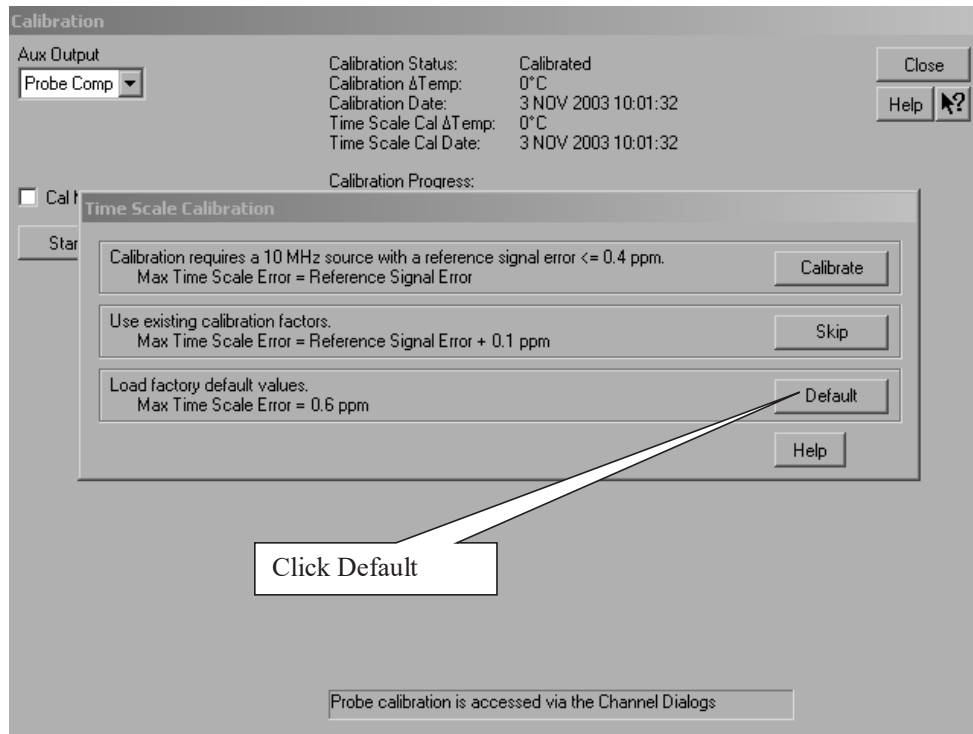 Calibration
Aux Output
Probe Comp
Calibration Status: Calibrated
Calibration ΔTemp: 0°C
Calibration Date: 3 NOV 2003 10:01:32
Time Scale Cal ΔTemp: 0°C
Time Scale Cal Date: 3 NOV 2003 10:01:32
Calibration Progress:
Close
Help
Cal
Time Scale Calibration
Calibration requires a 10 MHz source with a reference signal error <= 0.4 ppm.
Max Time Scale Error = Reference Signal Error
Calibrate
Use existing calibration factors.
Max Time Scale Error = Reference Signal Error + 0.1 ppm
Skip
Load factory default values.
Max Time Scale Error = 0.6 ppm
Default
Help
Click Default
Probe calibration is accessed via the Channel Dialogs